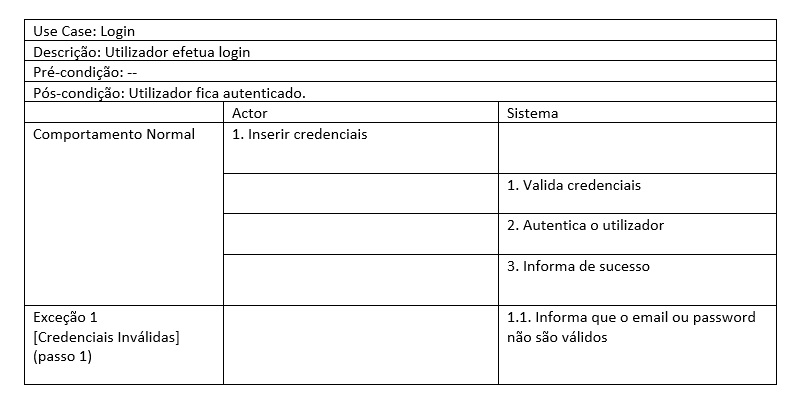 Use Case: Login
Descrição: Utilizador efetua login
Pré-condição: --
Pós-condição: Utilizador fica autenticado.
Actor
Sistema
Comportamento Normal
1. Inserir credenciais
1. Valida credenciais
2. Autentica o utilizador
3. Informa de sucesso
Exceção 1
[Credenciais Inválidas]
(passo 1)
1.1. Informa que o email ou password
não são válidos